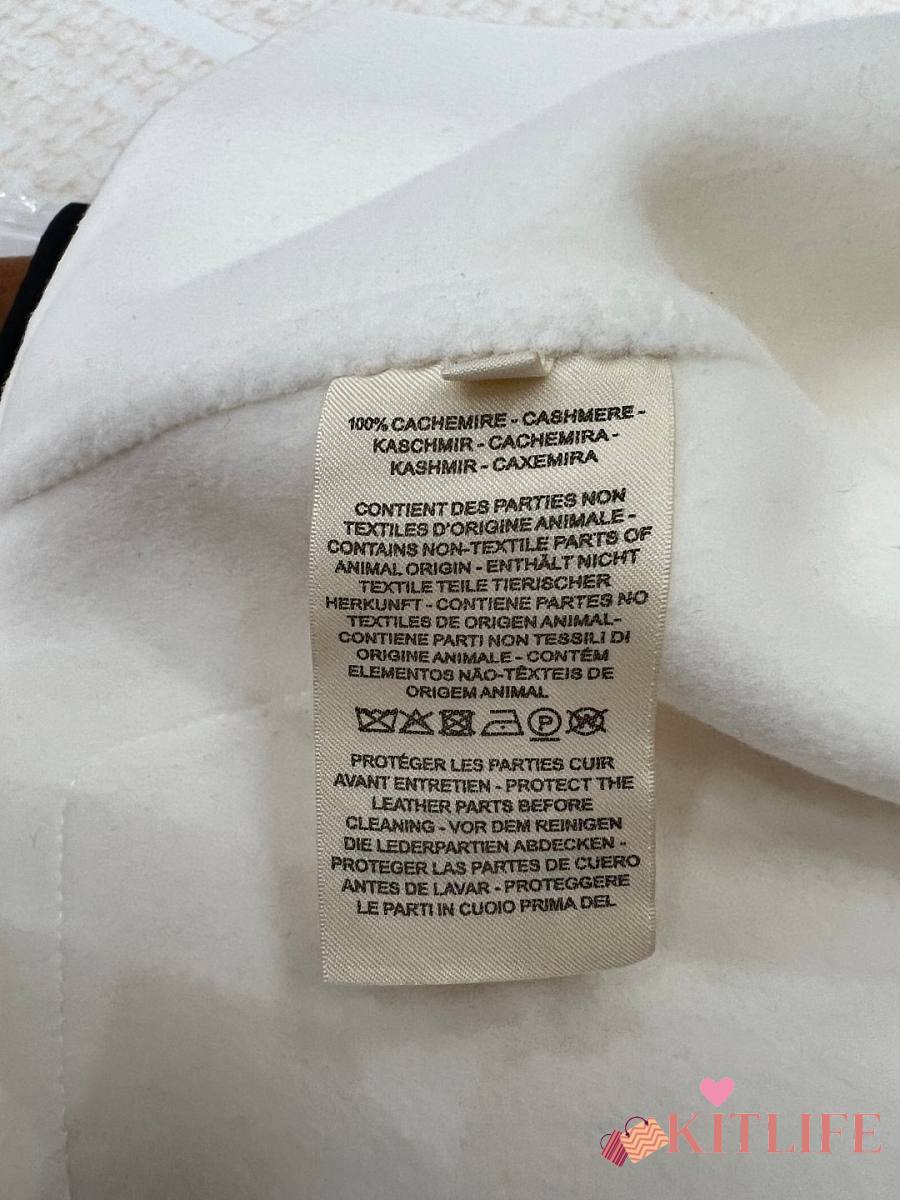 100% CACHEMIRE - CASHMERE -
KASCHMIR - CACHEMIRA -
KASHMIR - CAXEMIRA
CONTIENT DES PARTIES NON
TEXTILES D'ORIGINE ANIMALE -
CONTAINS NON-TEXTILE PARTS OF
ANIMAL ORIGIN - ENTHÄLT NICHT
TEXTILE TEILE TIERISCHER
HERKUNFT - CONTIENE PARTES NO
TEXTILES DE ORIGEN ANIMAL-
CONTIENE PARTI NON TESSILI DI
ORIGINE ANIMALE - CONTÉM
ELEMENTOS NÃO-TÊXTEIS DE
ORIGEM ANIMAL
P W
PROTÉGER LES PARTIES CUIR
AVANT ENTRETIEN - PROTECT THE
LEATHER PARTS BEFORE
CLEANING - VOR DEM REINIGEN
DIE LEDERPARTIEN ABDECKEN -
PROTEGER LAS PARTES DE CUERO
ANTES DE LAVAR - PROTEGGERE
LE PARTI IN CUOIO PRIMA DEL
KITLIFE